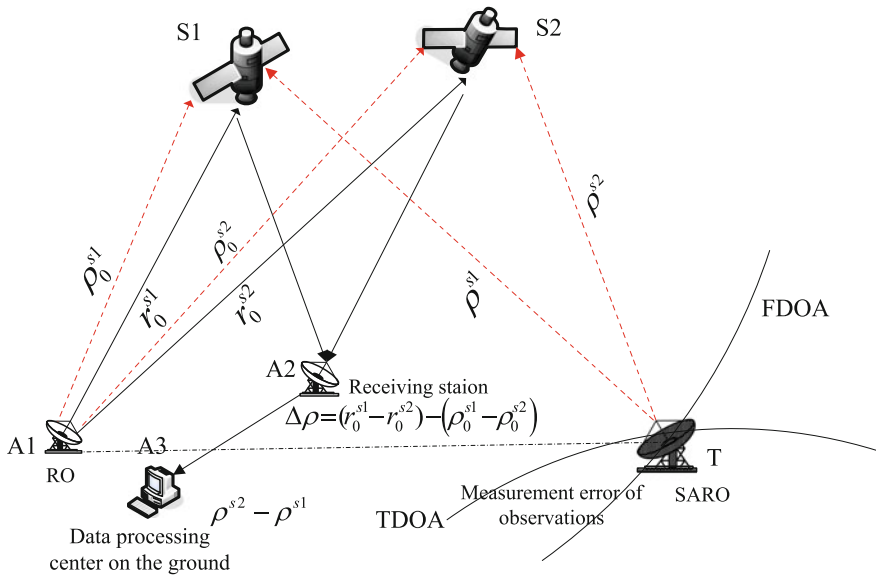 S1
S2
ρ₀ˢ¹
r₀ˢ¹
ρ₀ˢ²
r₀ˢ²
ρˢ¹
ρˢ²
FDOA
A2
Receiving staion
Δρ=(r₀ˢ¹−r₀ˢ²)−(ρ₀ˢ¹−ρ₀ˢ²)
A1
RO
A3
T
SARO
Measurement error of
observations
TDOA
ρˢ²−ρˢ¹
Data processing
center on the ground